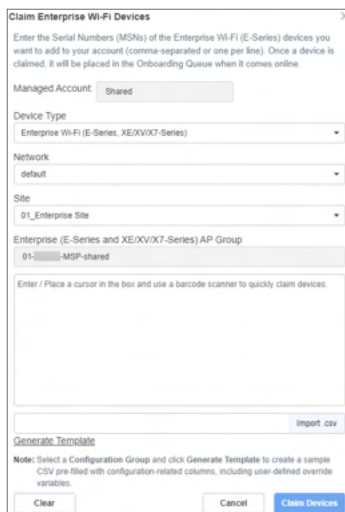 Claim Enterprise Wi-Fi Devices
Enter the Serial Numbers (MSNs) of the Enterprise Wi-Fi (E-Series) devices you
want to add to your account (comma-separated or one per line). Once a device is
claimed, it will be placed in the Onboarding Queue when it comes online.
Managed Account: Shared
Device Type
Enterprise Wi-Fi (E-Series, XE/XV/X7-Series)
Network
default
Site
01_Enterprise Site
Enterprise (E-Series and XE/XV/X7-Series) AP Group
01- -MSP-shared
Enter / Place a cursor in the box and use a barcode scanner to quickly claim devices.
Import .csv
Generate Template
Note: Select a Configuration Group and click Generate Template to create a sample
CSV pre-filled with configuration-related columns, including user-defined override
variables.
Clear Cancel Claim Devices